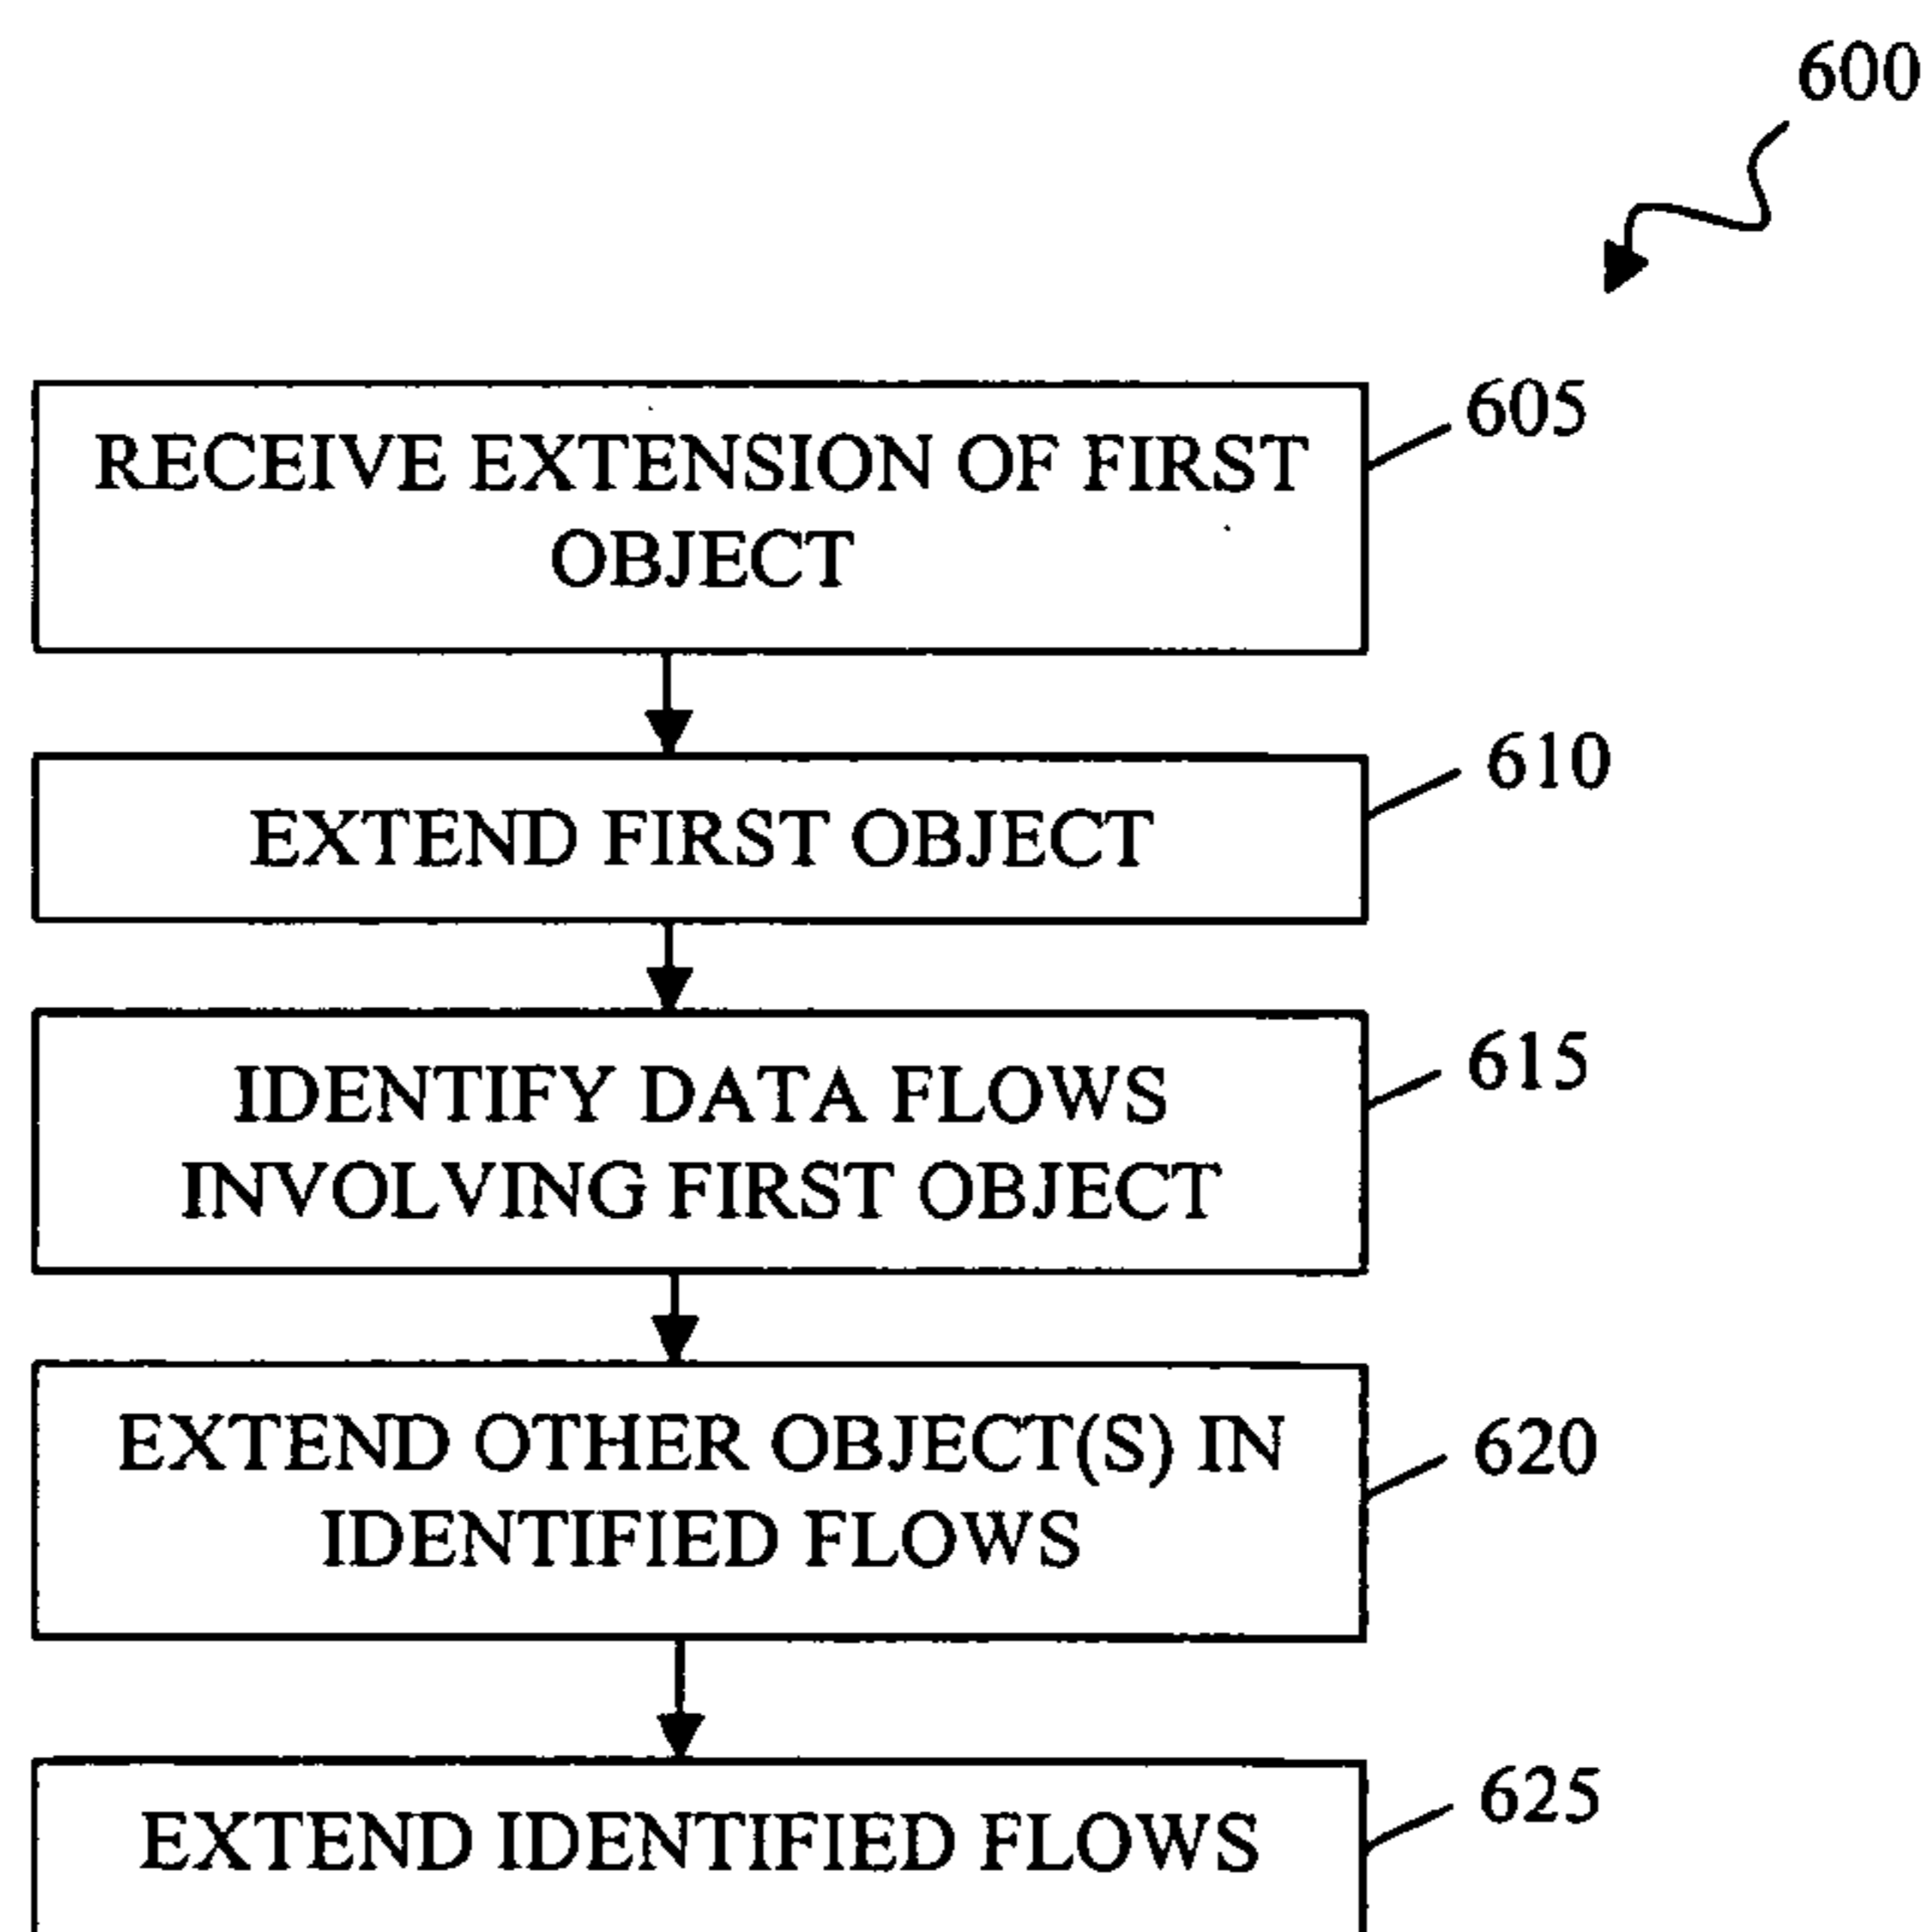 600
RECEIVE EXTENSION OF FIRST
OBJECT
605
EXTEND FIRST OBJECT
610
IDENTIFY DATA FLOWS
INVOLVING FIRST OBJECT
615
EXTEND OTHER OBJECT(S) IN
IDENTIFIED FLOWS
620
EXTEND IDENTIFIED FLOWS
625